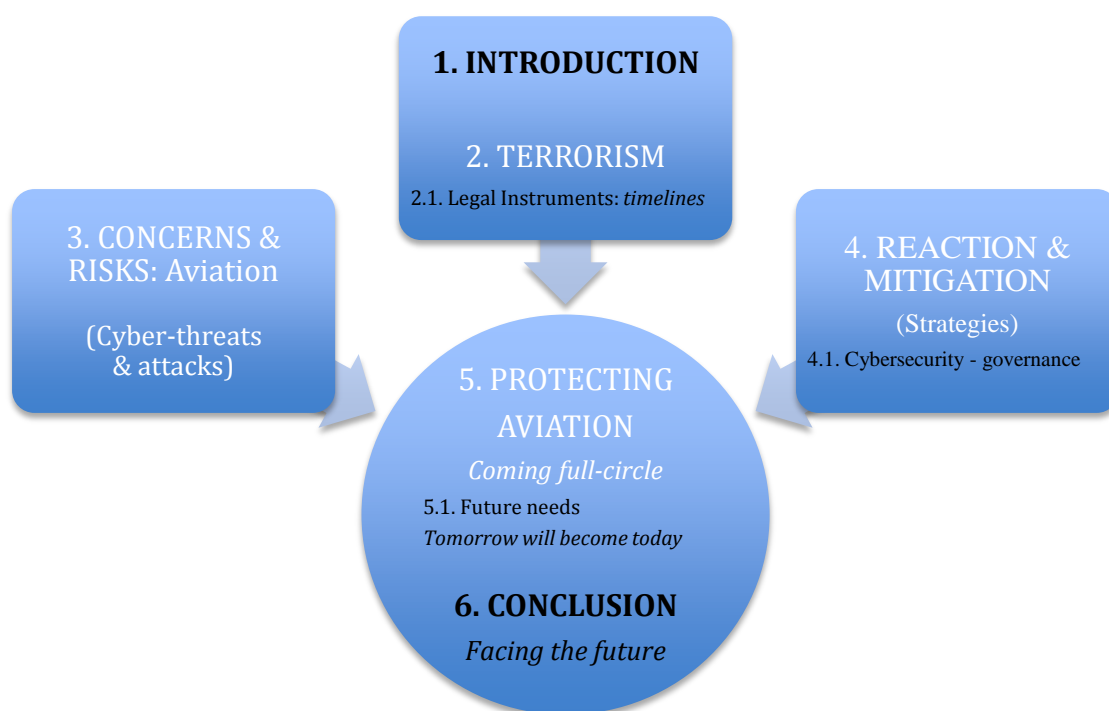 1. INTRODUCTION
2. TERRORISM
2.1. Legal Instruments: timelines
3. CONCERNS &
RISKS: Aviation
(Cyber-threats
& attacks)
4. REACTION &
MITIGATION
(Strategies)
4.1. Cybersecurity - governance
5. PROTECTING
AVIATION
Coming full-circle
5.1. Future needs
Tomorrow will become today
6. CONCLUSION
Facing the future